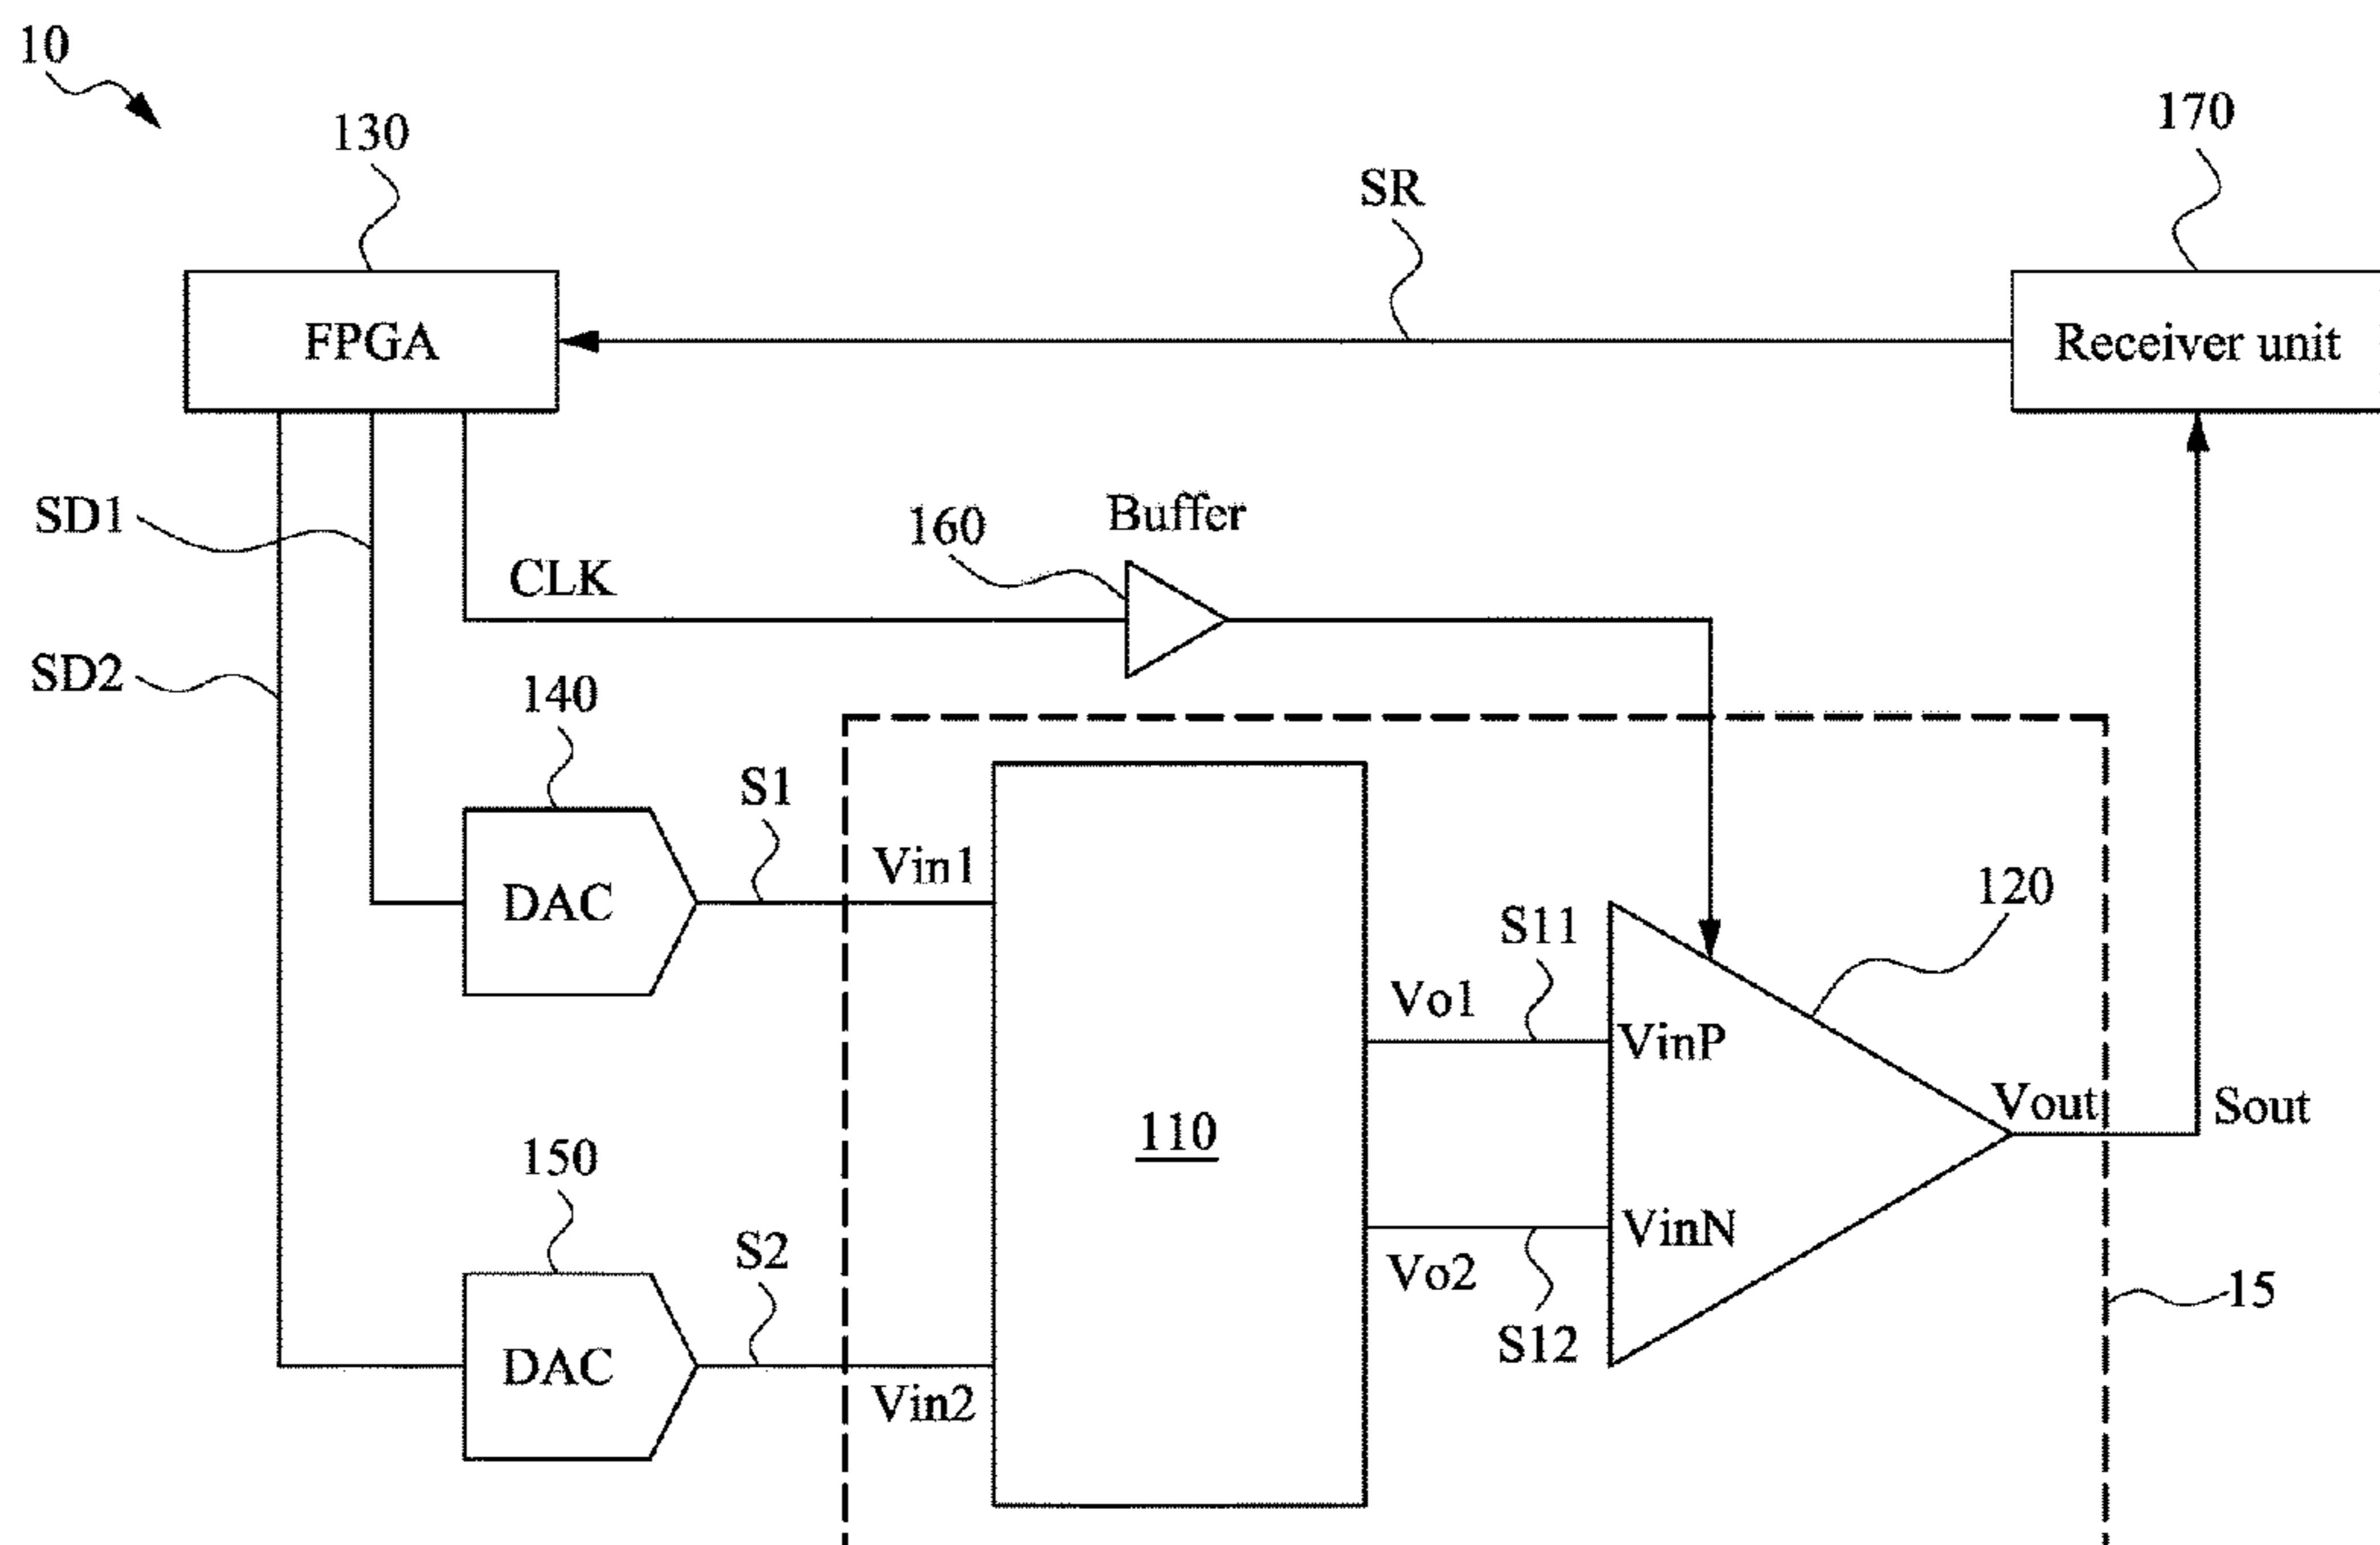 10
130
170
SR
FPGA
Receiver unit
SD1
160
Buffer
CLK
SD2
140
S1
Vin1
DAC
120
S11
Vo1
VinP
Vout
Sout
110
150
S2
VinN
Vo2
15
S12
DAC
Vin2